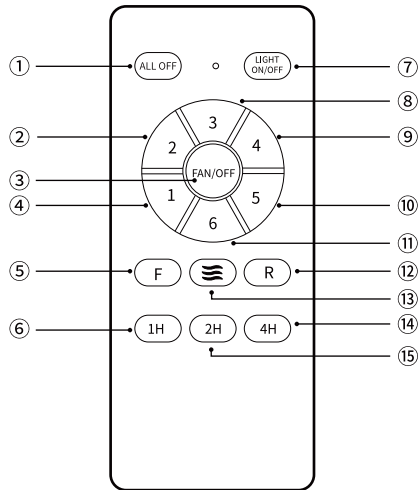 ① ALL OFF LIGHT ON/OFF ⑦
⑧
② 3 ⑨
2 4
③ FAN/OFF
④ 1 5 ⑩
6
⑪
⑤ F R ⑫
⑬
⑥ 1H 2H 4H ⑭
⑮